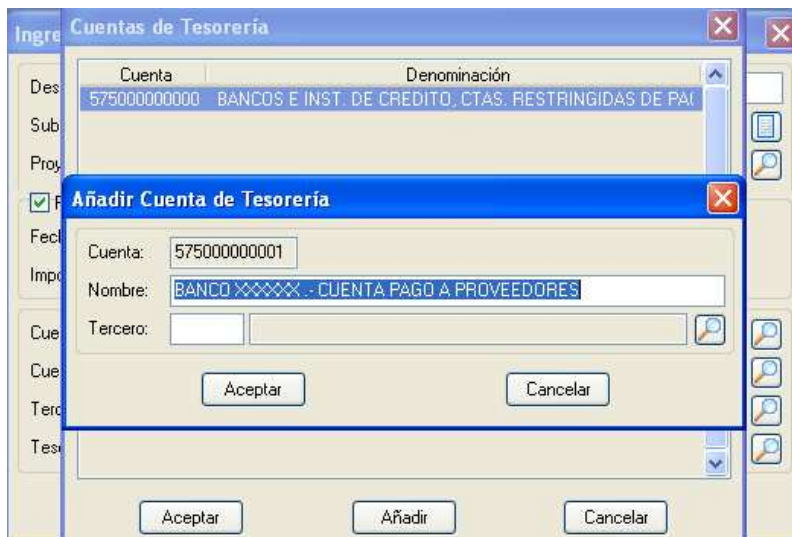 Ingre
Cuentas de Tesorería
Cuenta Denominación
575000000000 BANCOS E INST. DE CREDITO, CTAS. RESTRINGIDAS DE PA(
Des
Sub
Proy
Añadir Cuenta de Tesorería
Fech
Cuenta: 575000000001
Impo
Nombre: BANCO XXXXXX .- CUENTA PAGO A PROVEEDORES
Tercero:
Aceptar Cancelar
Cue
Cue
Terc
Teso
Aceptar Añadir Cancelar